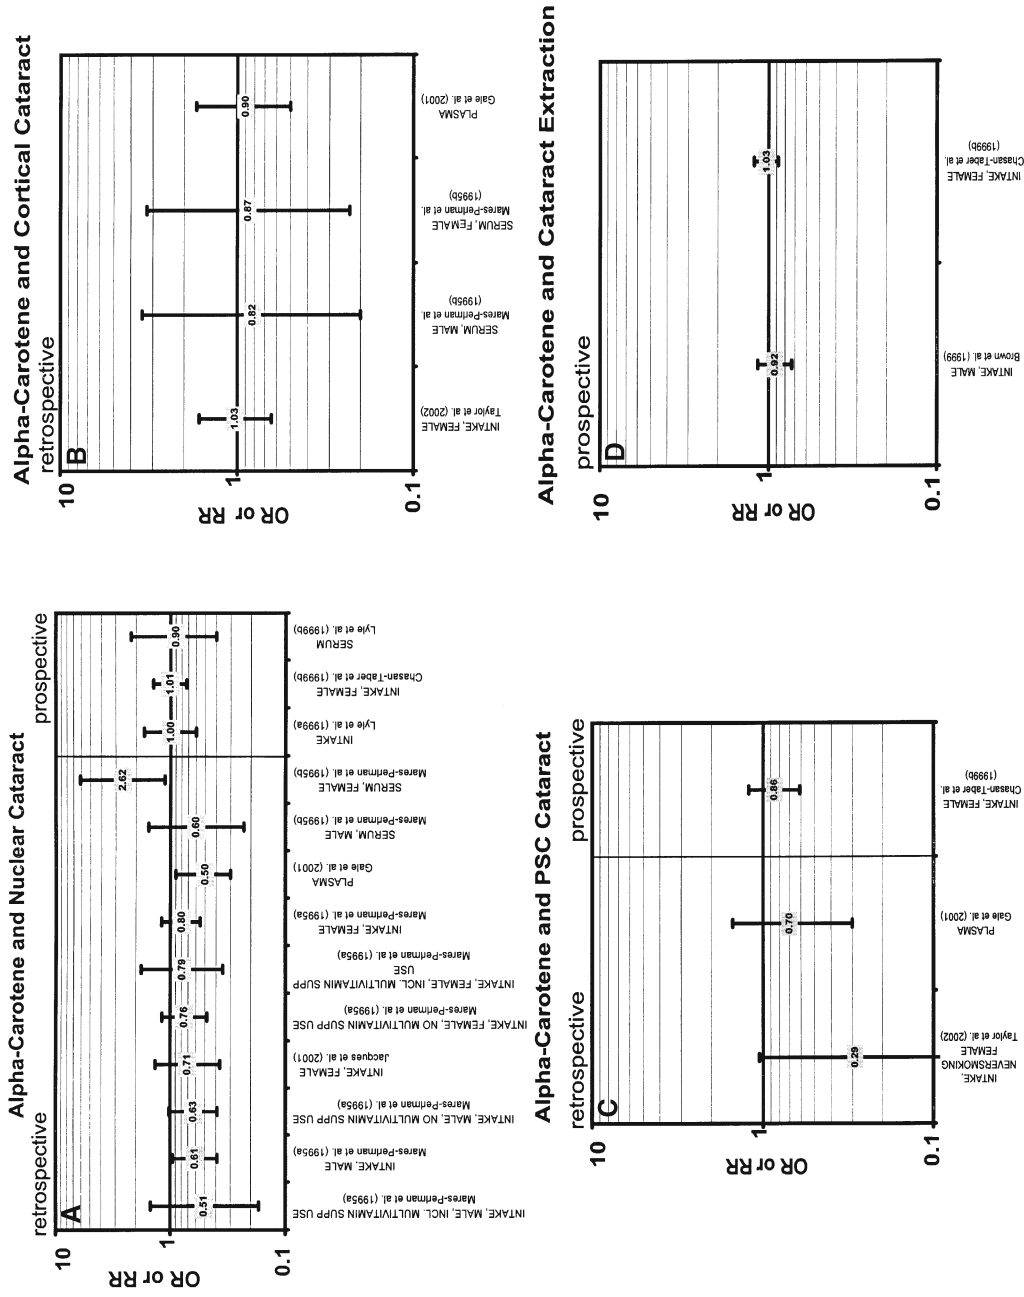 Alpha-Carotene and Nuclear Cataract
retrospective
prospective
A
10
1
0.1
OR or RR
0.51
0.61
0.63
0.71
0.76
0.79
0.80
0.50
0.60
2.62
1.00
1.01
0.90
INTAKE, MALE, INCL. MULTIVITAMIN SUPP USE
Mares-Perlman et al. (1995a)
INTAKE, MALE
Mares-Perlman et al. (1995a)
INTAKE, MALE, NO MULTIVITAMIN SUPP USE
Mares-Perlman et al. (1995a)
INTAKE, FEMALE
Jacques et al. (2001)
INTAKE, FEMALE, NO MULTIVITAMIN SUPP USE
Mares-Perlman et al. (1995a)
INTAKE, FEMALE, INCL. MULTIVITAMIN SUPP
USE
Mares-Perlman et al. (1995a)
INTAKE, FEMALE
Mares-Perlman et al. (1995a)
PLASMA
Gale et al. (2001)
SERUM, MALE
Mares-Perlman et al. (1995b)
SERUM, FEMALE
Mares-Perlman et al. (1995b)
INTAKE
Lyle et al. (1999a)
INTAKE, FEMALE
Chasan-Taber et al. (1999b)
SERUM
Lyle et al. (1999b)
Alpha-Carotene and Cortical Cataract
retrospective
B
10
1
0.1
OR or RR
1.03
0.82
0.87
0.90
INTAKE, FEMALE
Taylor et al. (2002)
SERUM, MALE
Mares-Perlman et al.
(1995b)
SERUM, FEMALE
Mares-Perlman et al.
(1995b)
PLASMA
Gale et al. (2001)
Alpha-Carotene and PSC Cataract
retrospective
prospective
C
10
1
0.1
OR or RR
0.29
0.70
0.86
INTAKE,
NEVERSMOKING
FEMALE
Taylor et al. (2002)
PLASMA
Gale et al. (2001)
INTAKE, FEMALE
Chasan-Taber et al.
(1999b)
Alpha-Carotene and Cataract Extraction
prospective
D
10
1
0.1
OR or RR
0.92
1.03
INTAKE, MALE
Brown et al. (1999)
INTAKE, FEMALE
Chasan-Taber et al.
(1999b)